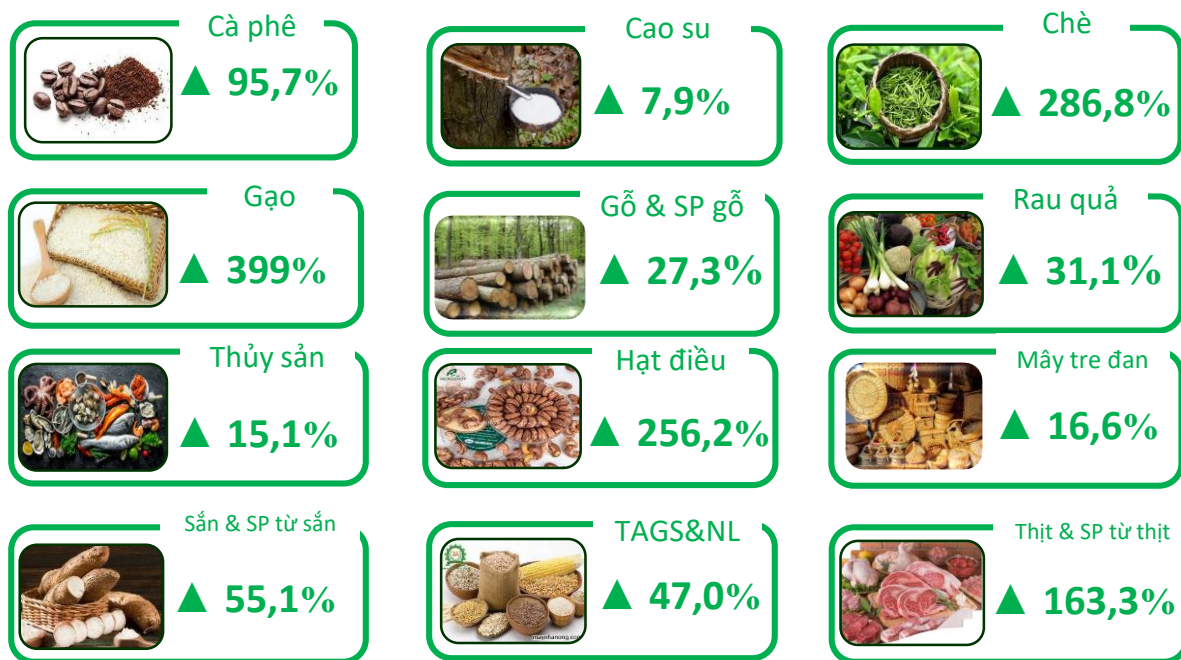 Cà phê
▲ 95,7%
Cao su
▲ 7,9%
Chè
▲ 286,8%
Gạo
▲ 399%
Gỗ & SP gỗ
▲ 27,3%
Rau quả
▲ 31,1%
Thủy sản
▲ 15,1%
Hạt điều
▲ 256,2%
Mây tre đan
▲ 16,6%
Sắn & SP từ sắn
▲ 55,1%
TAGS&NL
▲ 47,0%
Thịt & SP từ thịt
▲ 163,3%